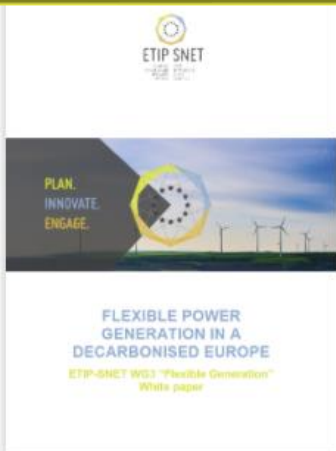 ETIP SNET
PLAN.
INNOVATE.
ENGAGE.
FLEXIBLE POWER
GENERATION IN A
DECARBONISED EUROPE
ETIP-SNET WG3 "Flexible Generation"
White paper